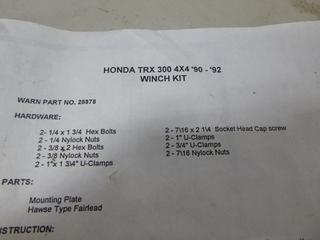 HONDA TRX 300 4X4 '90 - '92
WINCH KIT
WARN PART NO. 28878
HARDWARE:
2- 1/4 x 1 3/4 Hex Bolts
2 - 1/4 Nylock Nuts
2 - 3/8 x 2 Hex Bolts
2 - 3/8 Nylock Nuts
2 - 1"x 1 3\4" U-Clamps
2 - 7\16 x 2 1\4 Socket Head Cap screw
2 - 1" U-Clamps
2 - 3/4" U-Clamps
2 - 7\16 Nylock Nuts
PARTS:
Mounting Plate
Hawse Type Fairlead
INSTRUCTION: